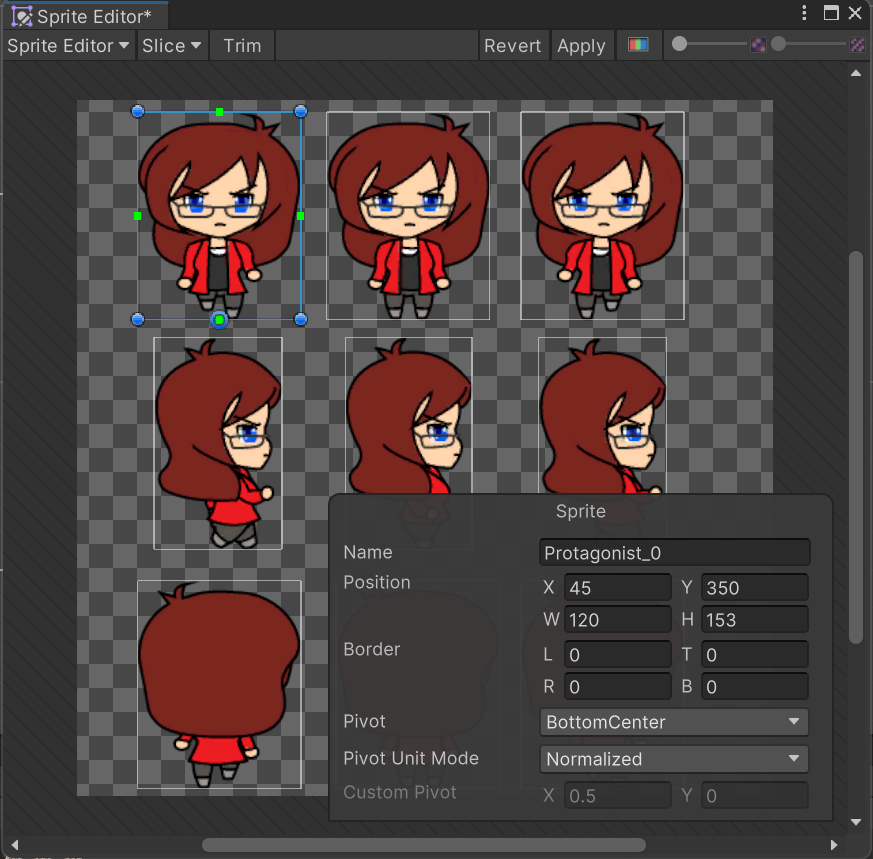 Sprite Editor*
Sprite Editor Slice Trim Revert Apply
Sprite
Name Protagonist_0
Position X 45 Y 350
W 120 H 153
Border L 0 T 0
R 0 B 0
Pivot BottomCenter
Pivot Unit Mode Normalized
Custom Pivot X 0.5 Y 0